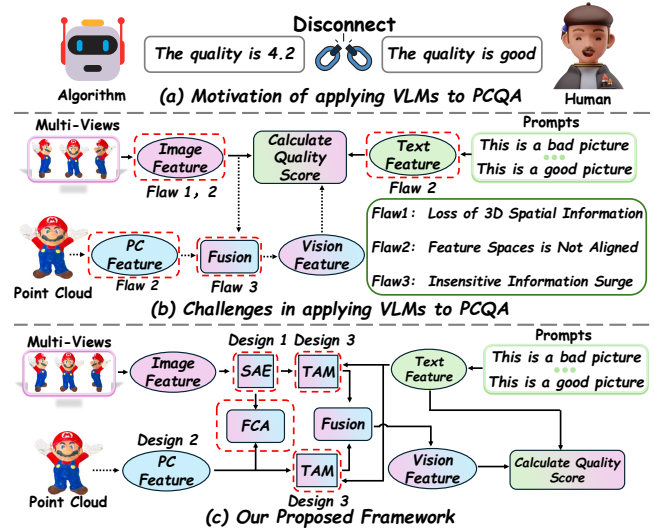 Disconnect
The quality is 4.2
The quality is good
Algorithm
Human
(a) Motivation of applying VLMs to PCQA
Multi-Views
Image
Feature
Flaw 1, 2
Calculate
Quality
Score
Text
Feature
Flaw 2
Prompts
This is a bad picture
This is a good picture
Point Cloud
PC
Feature
Flaw 2
Fusion
Flaw 3
Vision
Feature
Flaw1: Loss of 3D Spatial Information
Flaw2: Feature Spaces is Not Aligned
Flaw3: Insensitive Information Surge
(b) Challenges in applying VLMs to PCQA
Multi-Views
Image
Feature
Design 1
SAE
Design 3
TAM
Text
Feature
Prompts
This is a bad picture
This is a good picture
FCA
Fusion
Design 2
PC
Feature
Point Cloud
TAM
Design 3
Vision
Feature
Calculate Quality
Score
(c) Our Proposed Framework